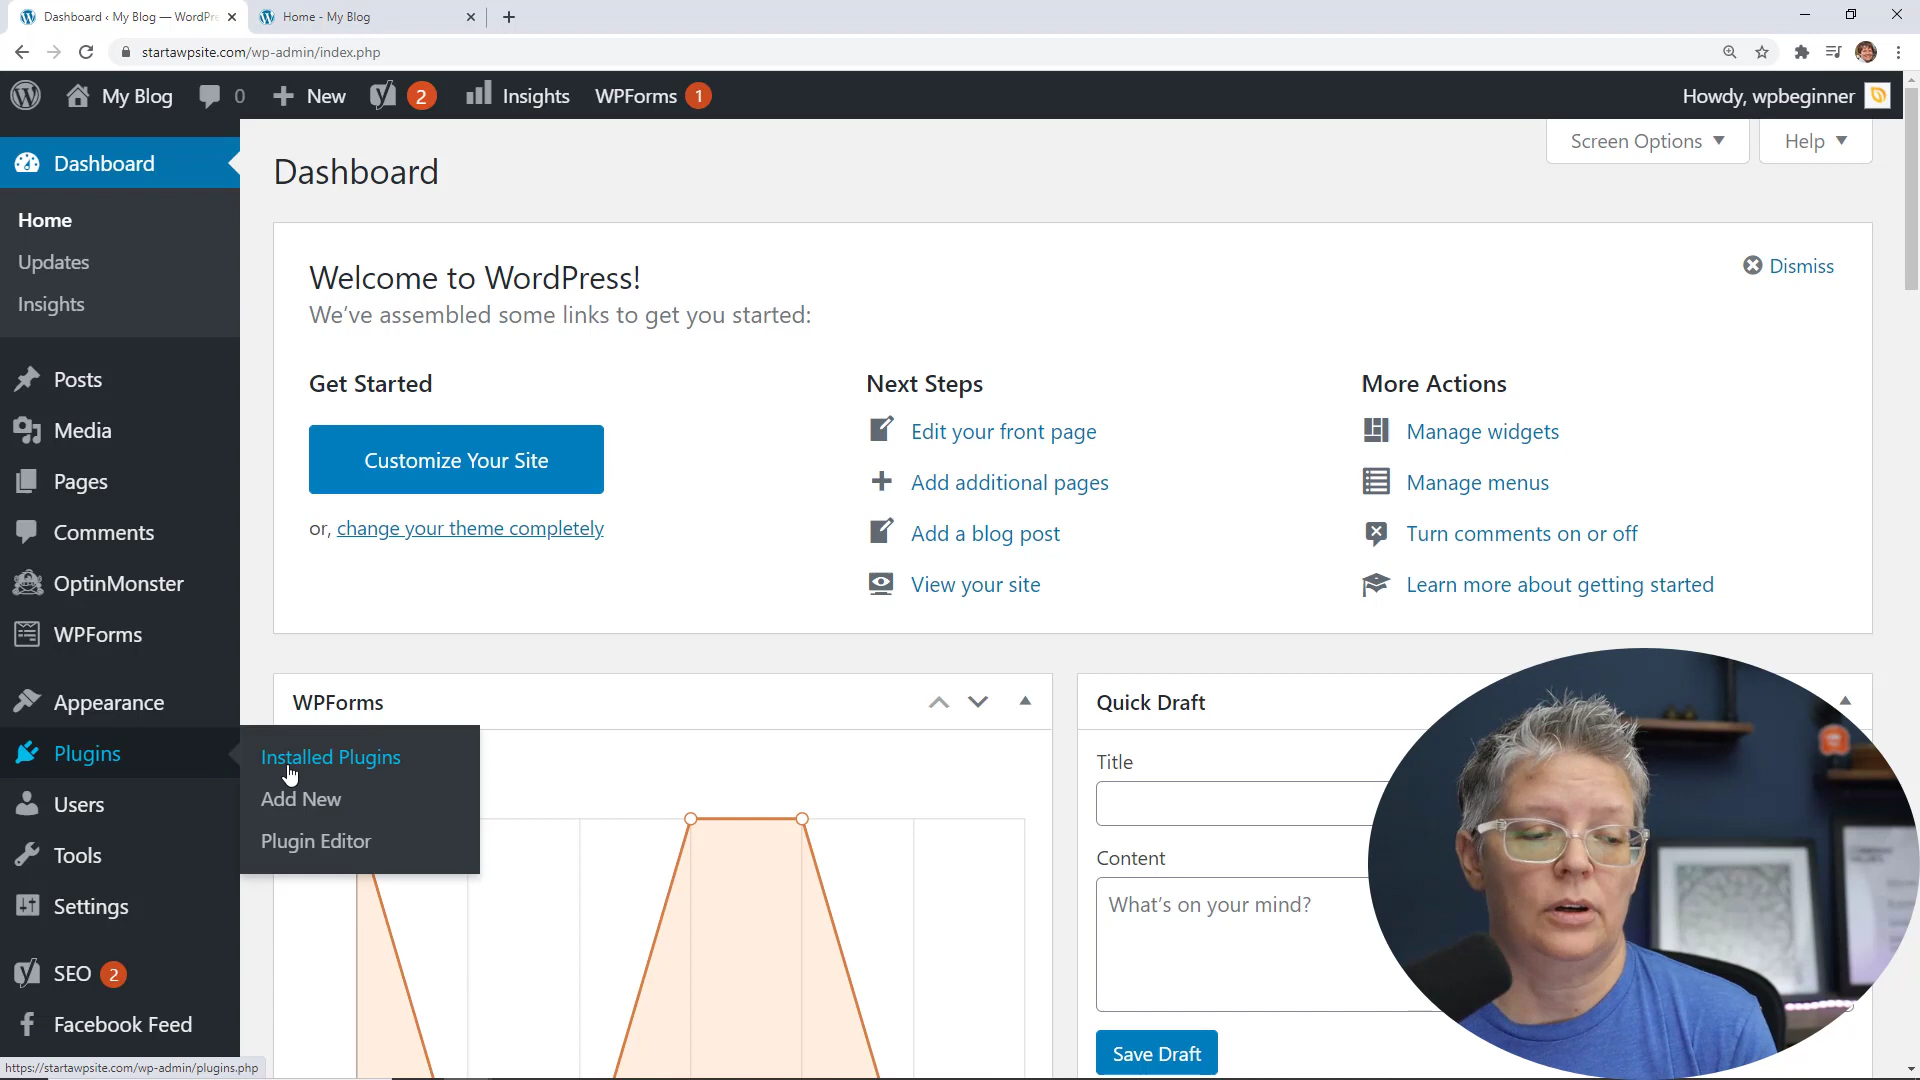 Dashboard ‹ My Blog — WordPre
Home - My Blog
startawpsite.com/wp-admin/index.php
My Blog
0
New
2
Insights
WPForms 1
Howdy, wpbeginner
Dashboard
Home
Updates
Insights
Posts
Media
Pages
Comments
OptinMonster
WPForms
Appearance
Plugins
Users
Tools
Settings
SEO 2
Facebook Feed
Installed Plugins
Add New
Plugin Editor
Dashboard
Screen Options
Help
Welcome to WordPress!
We've assembled some links to get you started:
Dismiss
Get Started
Customize Your Site
or, change your theme completely
Next Steps
Edit your front page
Add additional pages
Add a blog post
View your site
More Actions
Manage widgets
Manage menus
Turn comments on or off
Learn more about getting started
WPForms
Quick Draft
Title
Content
What's on your mind?
Save Draft
https://startawpsite.com/wp-admin/plugins.php